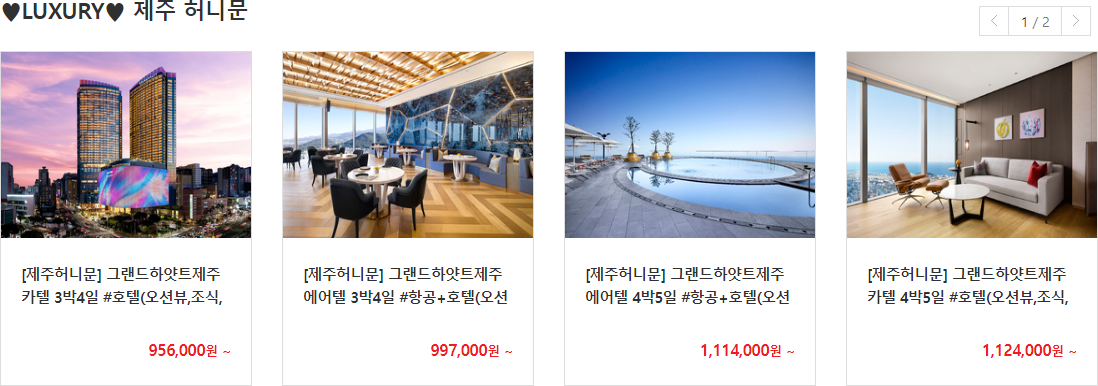 ♥LUXURY♥ 제주 허니문
1 / 2
[제주허니문] 그랜드하얏트제주
카텔 3박4일 #호텔(오션뷰,조식,
956,000원 ~
[제주허니문] 그랜드하얏트제주
에어텔 3박4일 #항공+호텔(오션
997,000원 ~
[제주허니문] 그랜드하얏트제주
에어텔 4박5일 #항공+호텔(오션
1,114,000원 ~
[제주허니문] 그랜드하얏트제주
카텔 4박5일 #호텔(오션뷰,조식,
1,124,000원 ~